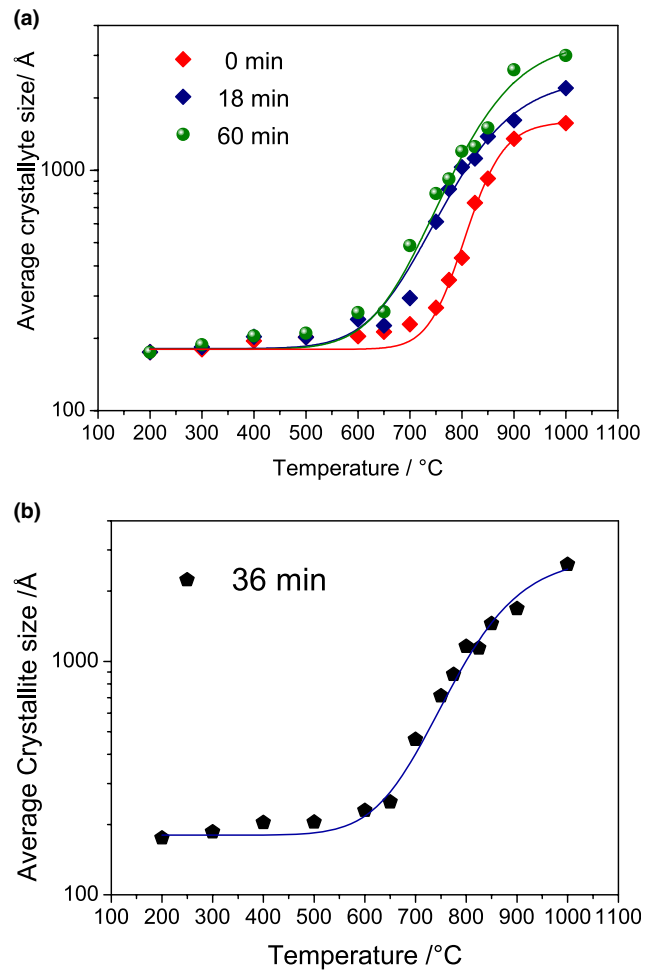 (a)
0 min
18 min
60 min
1000
100
Average crystallyte size/ Å
100 200 300 400 500 600 700 800 900 1000 1100
Temperature / °C
(b)
36 min
1000
100
Average Crystallite size /Å
100 200 300 400 500 600 700 800 900 1000 1100
Temperature /°C